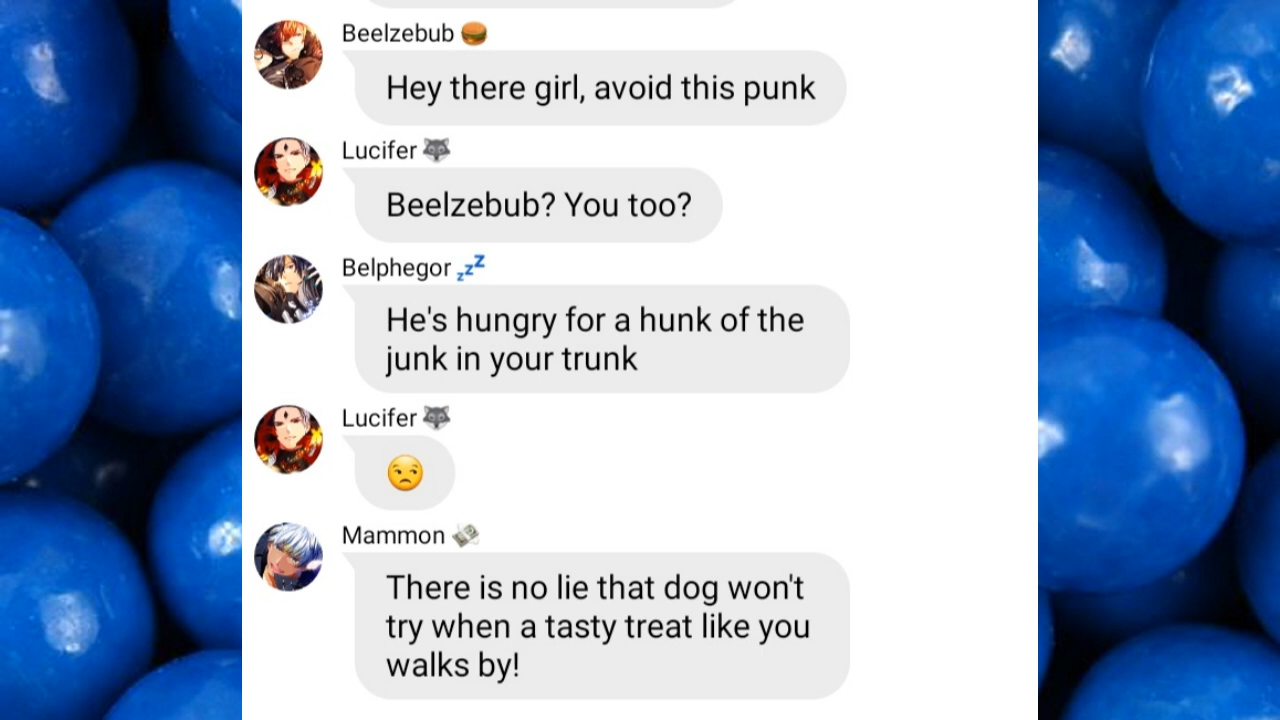 Beelzebub 🍔
Hey there girl, avoid this punk
Lucifer 🐺
Beelzebub? You too?
Belphegor 💤
He's hungry for a hunk of the
junk in your trunk
Lucifer 🐺
😒
Mammon 💸
There is no lie that dog won't
try when a tasty treat like you
walks by!